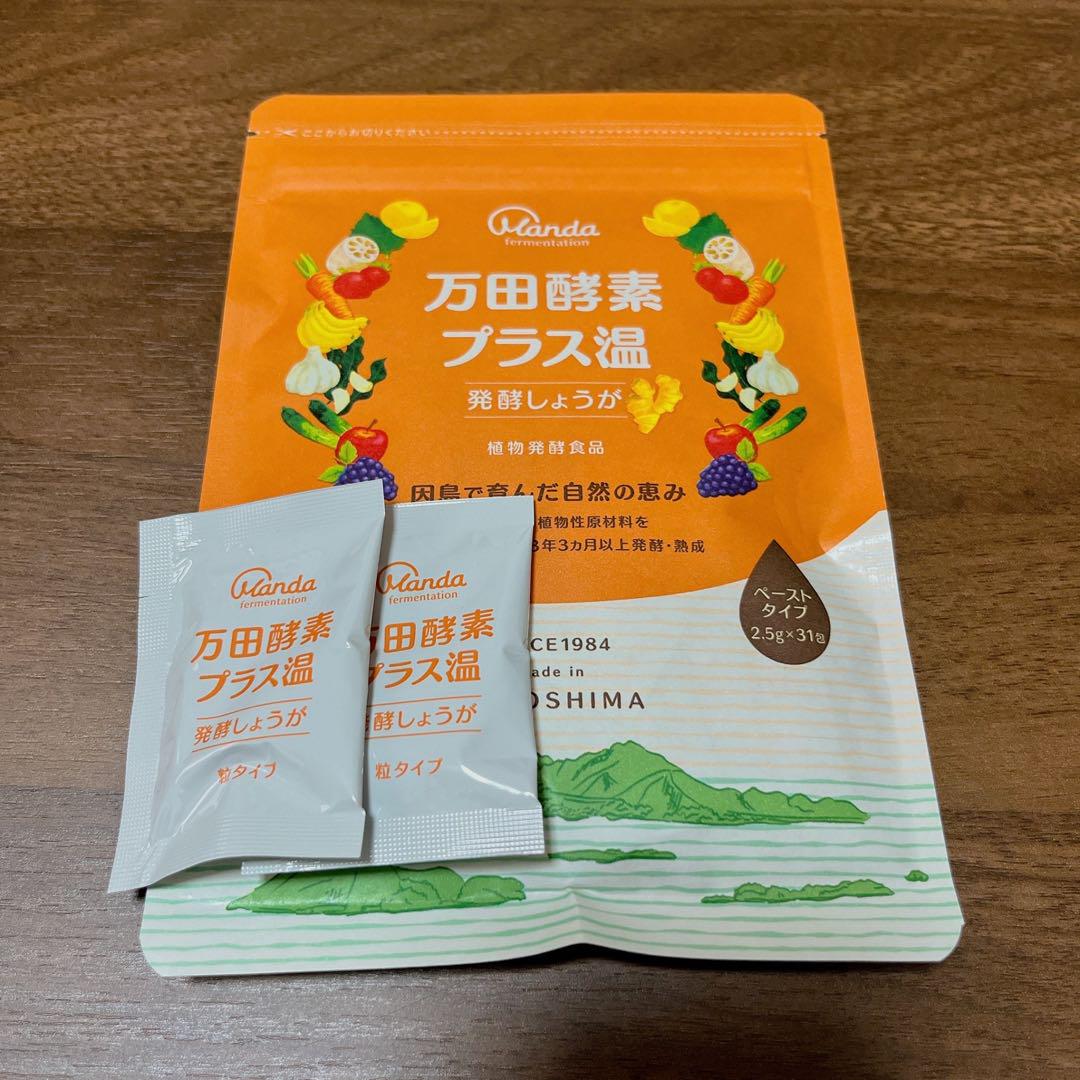 ここからお切りください
Manda
fermentation
万田酵素
プラス温
発酵しょうが
植物発酵食品
因島で育んだ自然の恵み
植物性原材料を
3年3ヵ月以上発酵・熟成
ペースト
タイプ
2.5g×31包
CE1984
ade in
OSHIMA
Manda
fermentation
万田酵素
プラス温
発酵しょうが
粒タイプ
Manda
fermentation
万田酵素
プラス温
発酵しょうが
粒タイプ